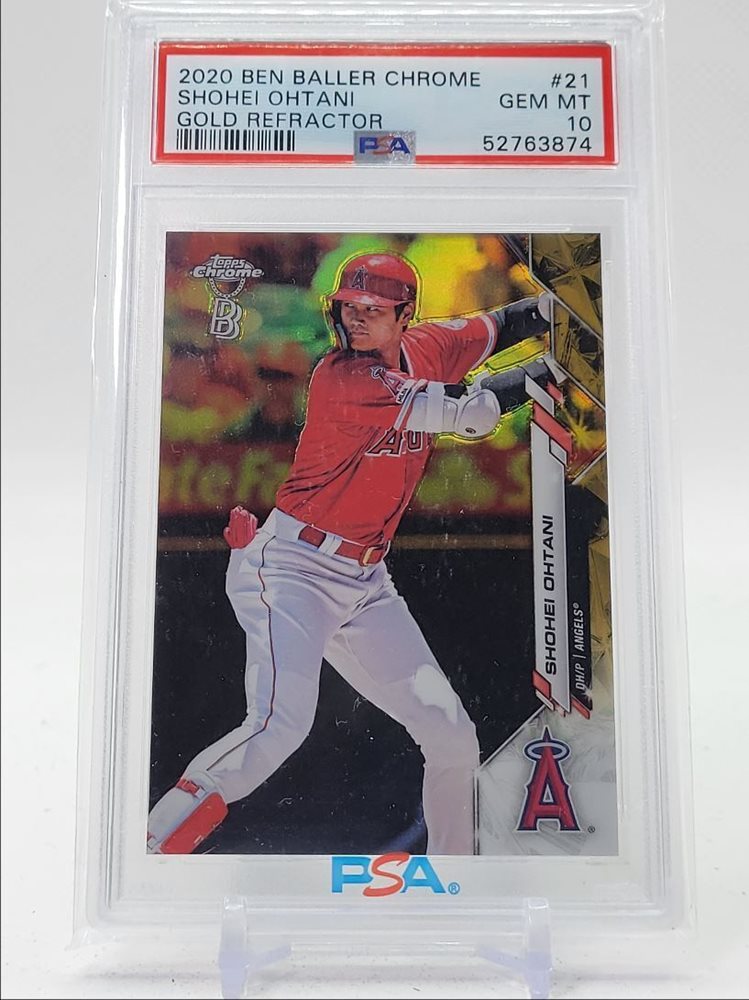 2020 BEN BALLER CHROME #21
SHOHEI OHTANI GEM MT
GOLD REFRACTOR 10
PSA 52763874
Topps
Chrome
B
A
A
SHOHEI OHTANI
DH/P | ANGELS®
A®
PSA®